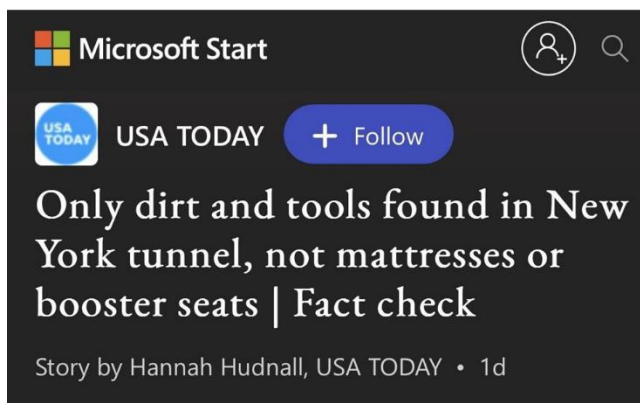 Microsoft Start
USA
TODAY
USA TODAY
+ Follow
Only dirt and tools found in New
York tunnel, not mattresses or
booster seats | Fact check
Story by Hannah Hudnall, USA TODAY • 1d